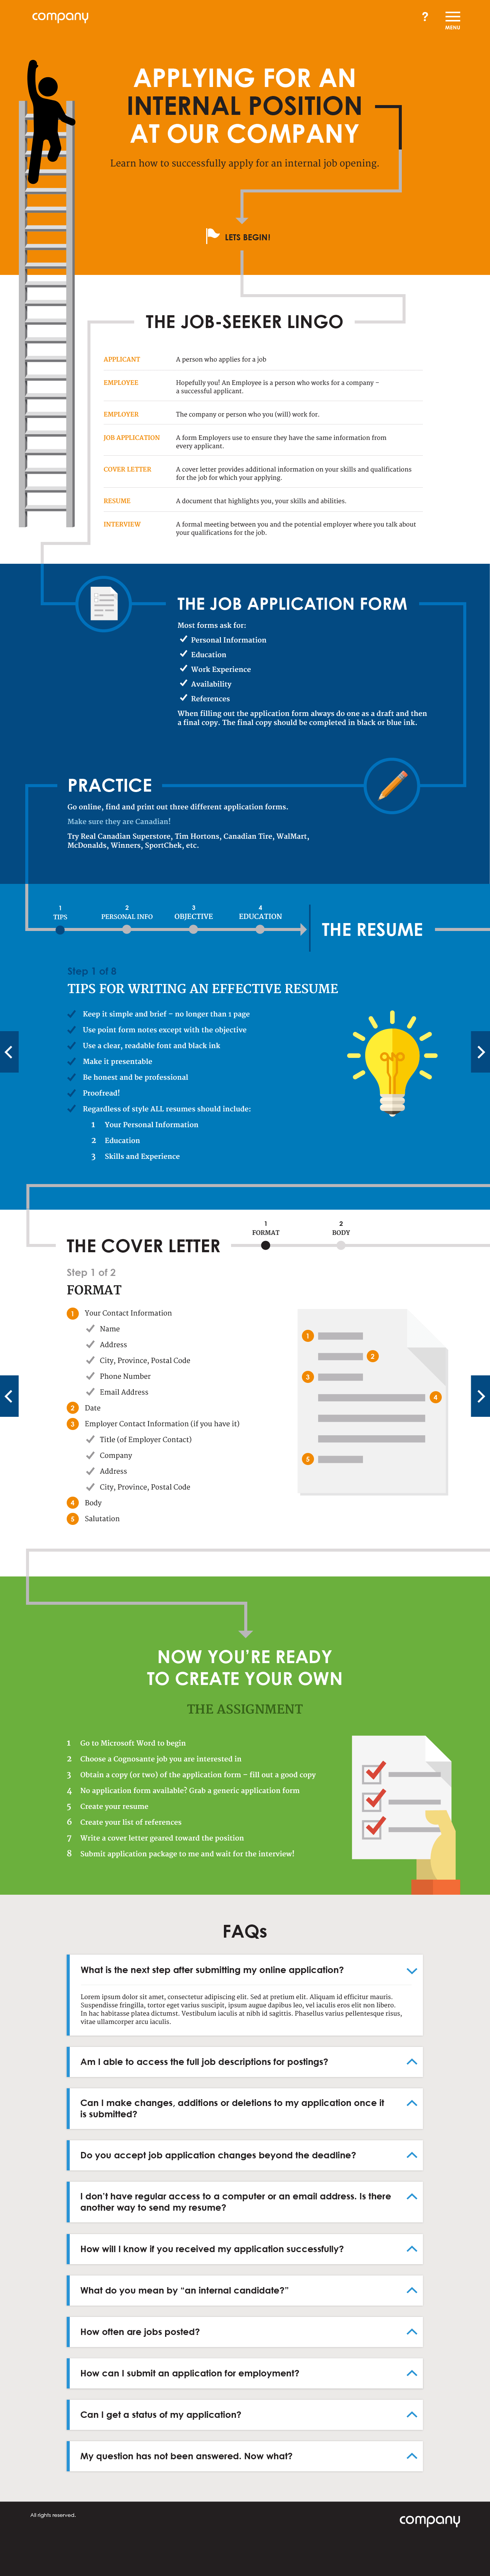 company
?
MENU
APPLYING FOR AN
INTERNAL POSITION
AT OUR COMPANY
Learn how to successfully apply for an internal job opening.
LETS BEGIN!
THE JOB-SEEKER LINGO
APPLICANT A person who applies for a job
EMPLOYEE Hopefully you! An Employee is a person who works for a company –
a successful applicant.
EMPLOYER The company or person who you (will) work for.
JOB APPLICATION A form Employers use to ensure they have the same information from
every applicant.
COVER LETTER A cover letter provides additional information on your skills and qualifications
for the job for which your applying.
RESUME A document that highlights you, your skills and abilities.
INTERVIEW A formal meeting between you and the potential employer where you talk about
your qualifications for the job.
THE JOB APPLICATION FORM
Most forms ask for:
Personal Information
Education
Work Experience
Availability
References
When filling out the application form always do one as a draft and then
a final copy. The final copy should be completed in black or blue ink.
PRACTICE
Go online, find and print out three different application forms.
Make sure they are Canadian!
Try Real Canadian Superstore, Tim Hortons, Canadian Tire, WalMart,
McDonalds, Winners, SportChek, etc.
1 2 3 4
TIPS PERSONAL INFO OBJECTIVE EDUCATION
THE RESUME
Step 1 of 8
TIPS FOR WRITING AN EFFECTIVE RESUME
Keep it simple and brief – no longer than 1 page
Use point form notes except with the objective
Use a clear, readable font and black ink
Make it presentable
Be honest and be professional
Proofread!
Regardless of style ALL resumes should include:
1 Your Personal Information
2 Education
3 Skills and Experience
1 2
FORMAT BODY
THE COVER LETTER
Step 1 of 2
FORMAT
1 Your Contact Information
Name
Address
City, Province, Postal Code
Phone Number
Email Address
2 Date
3 Employer Contact Information (if you have it)
Title (of Employer Contact)
Company
Address
City, Province, Postal Code
4 Body
5 Salutation
1
2
3
4
5
NOW YOU'RE READY
TO CREATE YOUR OWN
THE ASSIGNMENT
1 Go to Microsoft Word to begin
2 Choose a Cognosante job you are interested in
3 Obtain a copy (or two) of the application form – fill out a good copy
4 No application form available? Grab a generic application form
5 Create your resume
6 Create your list of references
7 Write a cover letter geared toward the position
8 Submit application package to me and wait for the interview!
FAQs
What is the next step after submitting my online application?
Lorem ipsum dolor sit amet, consectetur adipiscing elit. Sed at pretium elit. Aliquam id efficitur mauris.
Suspendisse fringilla, tortor eget varius suscipit, ipsum augue dapibus leo, vel iaculis eros elit non libero.
In hac habitasse platea dictumst. Vestibulum iaculis at nibh id sagittis. Phasellus varius pellentesque risus,
vitae ullamcorper arcu iaculis.
Am I able to access the full job descriptions for postings?
Can I make changes, additions or deletions to my application once it
is submitted?
Do you accept job application changes beyond the deadline?
I don't have regular access to a computer or an email address. Is there
another way to send my resume?
How will I know if you received my application successfully?
What do you mean by “an internal candidate?”
How often are jobs posted?
How can I submit an application for employment?
Can I get a status of my application?
My question has not been answered. Now what?
All rights reserved.
company